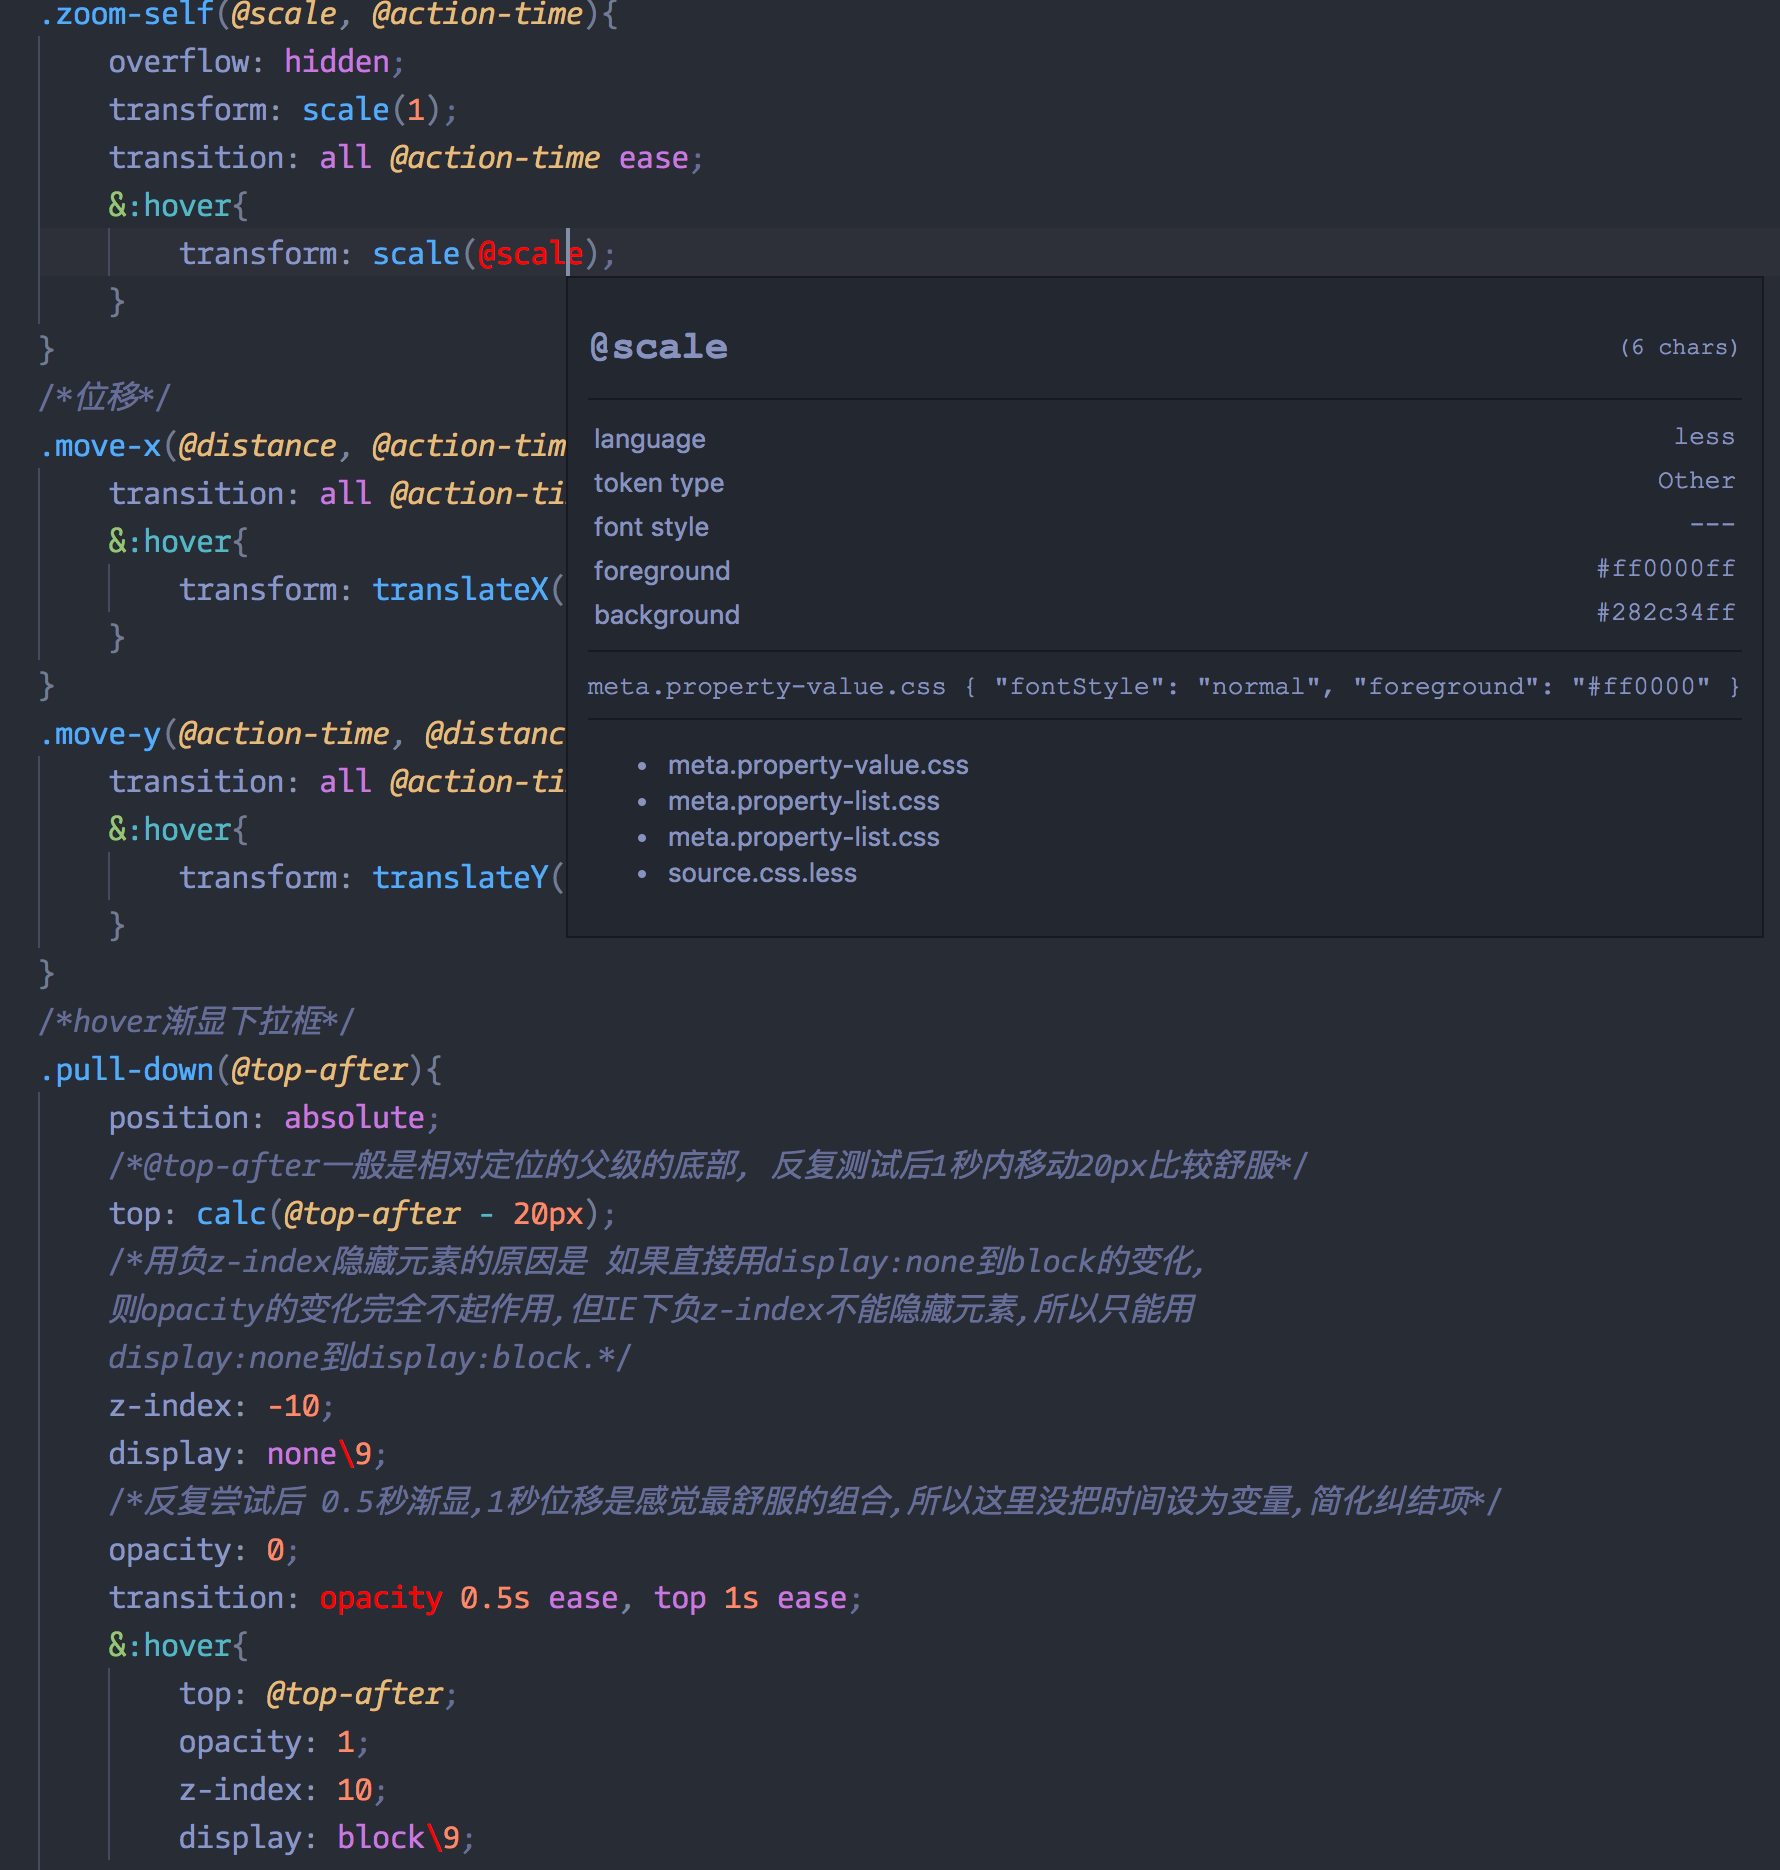 .zoom-self(@scale, @action-time){
overflow: hidden;
transform: scale(1);
transition: all @action-time ease;
&:hover{
transform: scale(@scale);
}
}
/*位移*/
.move-x(@distance, @action-tim
transition: all @action-ti
&:hover{
transform: translateX(
}
}
.move-y(@action-time, @distanc
transition: all @action-ti
&:hover{
transform: translateY(
}
}
@scale (6 chars)
language less
token type Other
font style ---
foreground #ff0000ff
background #282c34ff
meta.property-value.css { "fontStyle": "normal", "foreground": "#ff0000" }
• meta.property-value.css
• meta.property-list.css
• meta.property-list.css
• source.css.less
/*hover渐显下拉框*/
.pull-down(@top-after){
position: absolute;
/*@top-after一般是相对定位的父级的底部, 反复测试后1秒内移动20px比较舒服*/
top: calc(@top-after - 20px);
/*用负z-index隐藏元素的原因是 如果直接用display:none到block的变化,
则opacity的变化完全不起作用,但IE下负z-index不能隐藏元素,所以只能用
display:none到display:block.*/
z-index: -10;
display: none\9;
/*反复尝试后 0.5秒渐显,1秒位移是感觉最舒服的组合,所以这里没把时间设为变量,简化纠结项*/
opacity: 0;
transition: opacity 0.5s ease, top 1s ease;
&:hover{
top: @top-after;
opacity: 1;
z-index: 10;
display: block\9;